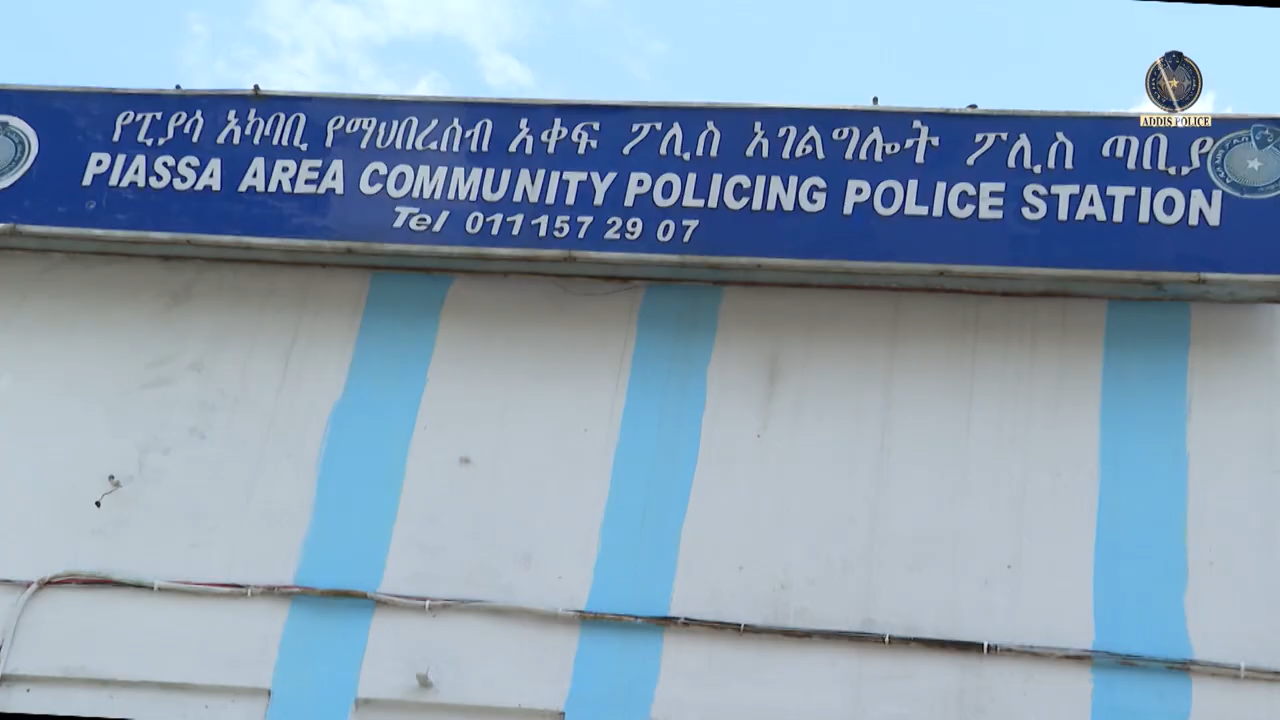 የፒያሳ አካባቢ የማህበረሰብ አቀፍ ፖሊስ አገልግሎት ፖሊስ ጣቢያ
PIASSA AREA COMMUNITY POLICING POLICE STATION
Tel 011157 29 07
ADDIS POLICE